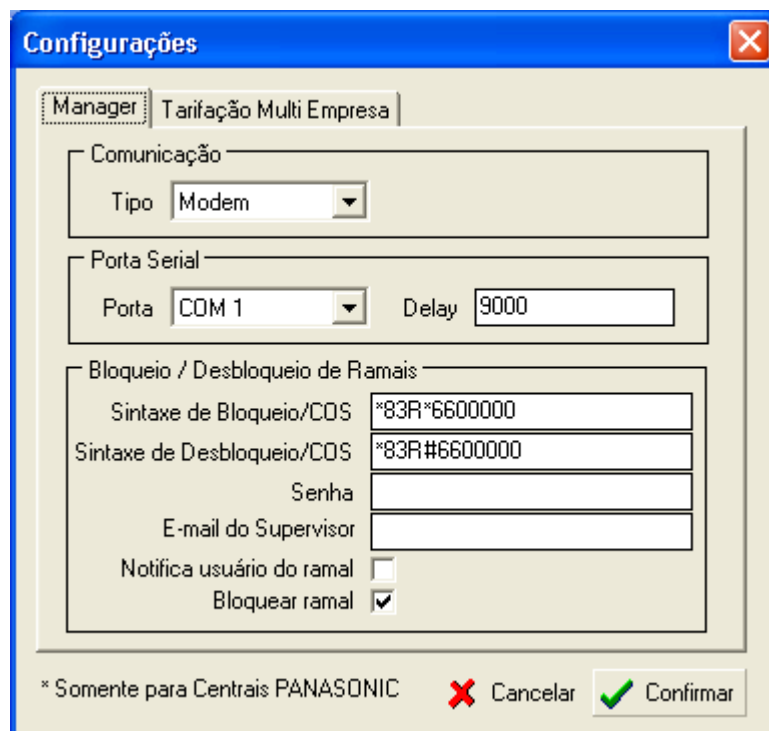 Configurações
Manager Tarifação Multi Empresa
Comunicação
Tipo Modem
Porta Serial
Porta COM 1 Delay 9000
Bloqueio / Desbloqueio de Ramais
Sintaxe de Bloqueio/COS *83R*6600000
Sintaxe de Desbloqueio/COS *83R#6600000
Senha
E-mail do Supervisor
Notifica usuário do ramal
Bloquear ramal
* Somente para Centrais PANASONIC Cancelar Confirmar